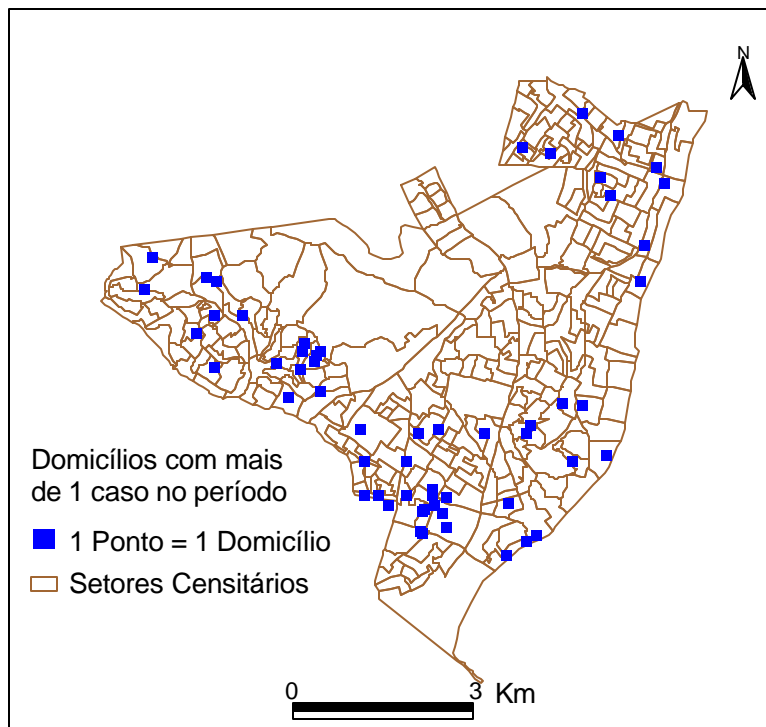 N
Domicílios com mais
de 1 caso no período
1 Ponto = 1 Domicílio
Setores Censitários
0 3 Km